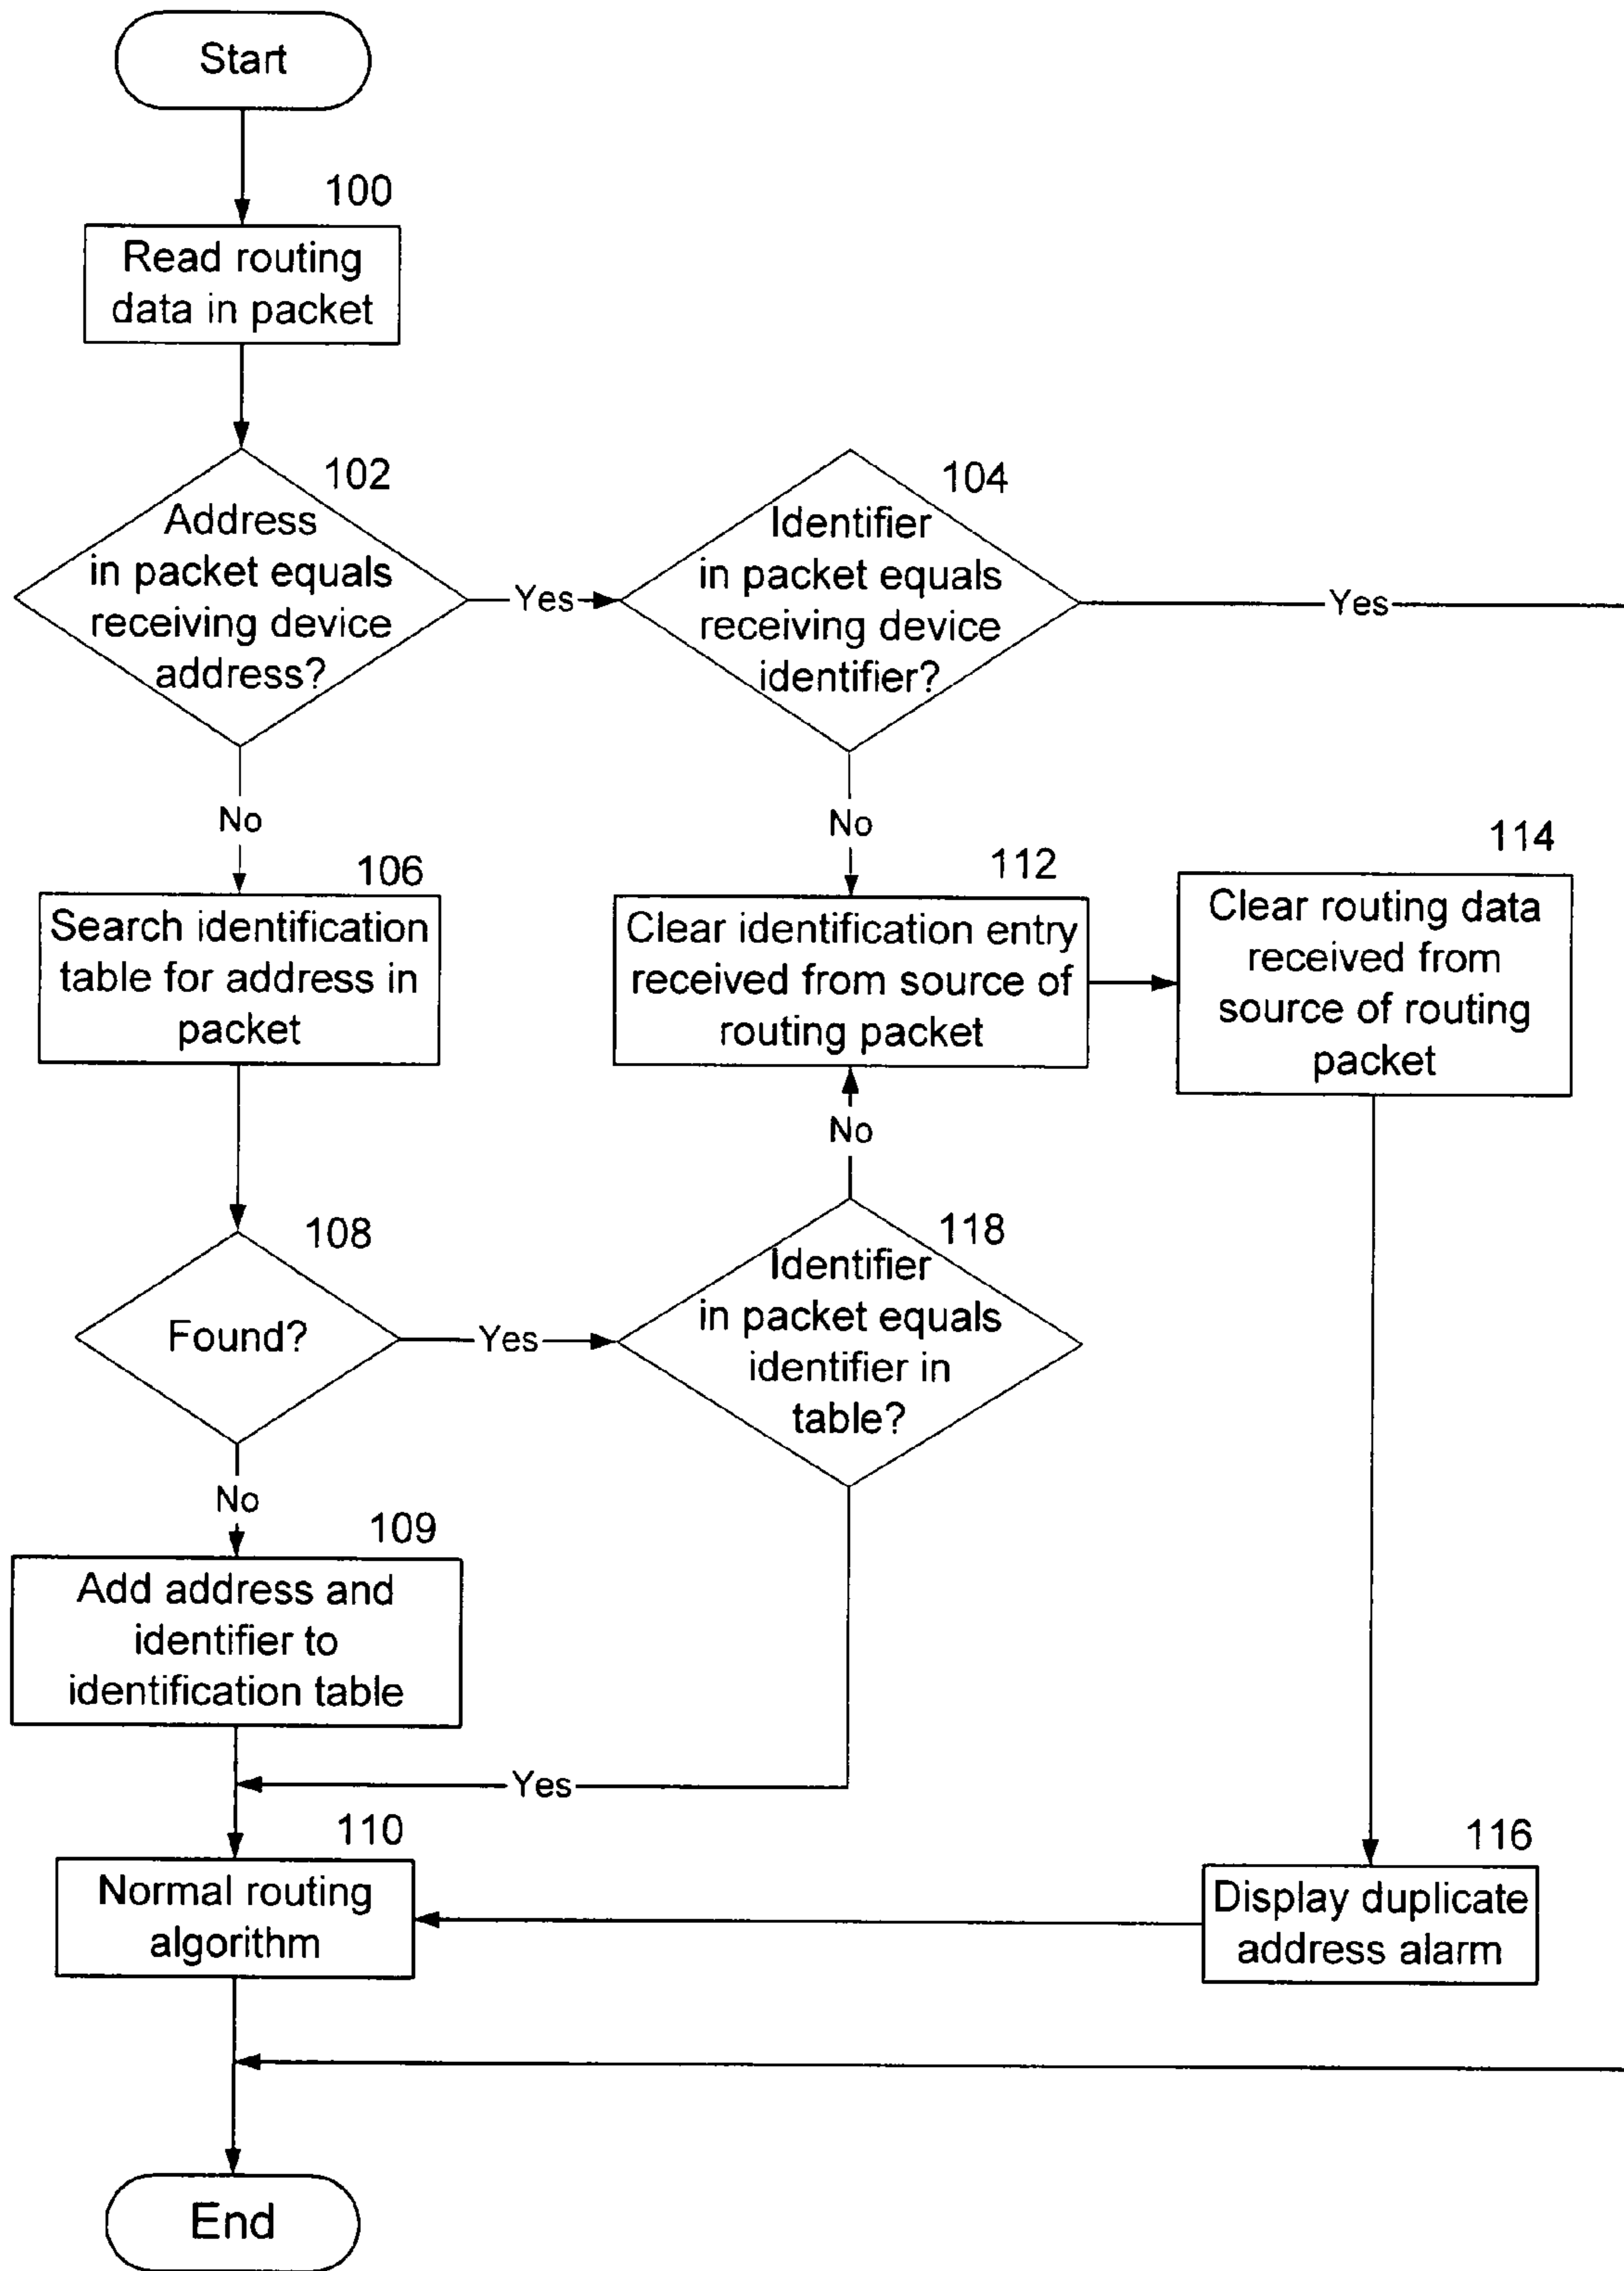 Start
100
Read routing
data in packet
102
Address
in packet equals
receiving device
address?
Yes
104
Identifier
in packet equals
receiving device
identifier?
Yes
No
No
106
Search identification
table for address in
packet
112
Clear identification entry
received from source of
routing packet
114
Clear routing data
received from
source of routing
packet
No
108
Found?
Yes
118
Identifier
in packet equals
identifier in
table?
No
109
Add address and
identifier to
identification table
Yes
110
Normal routing
algorithm
116
Display duplicate
address alarm
End